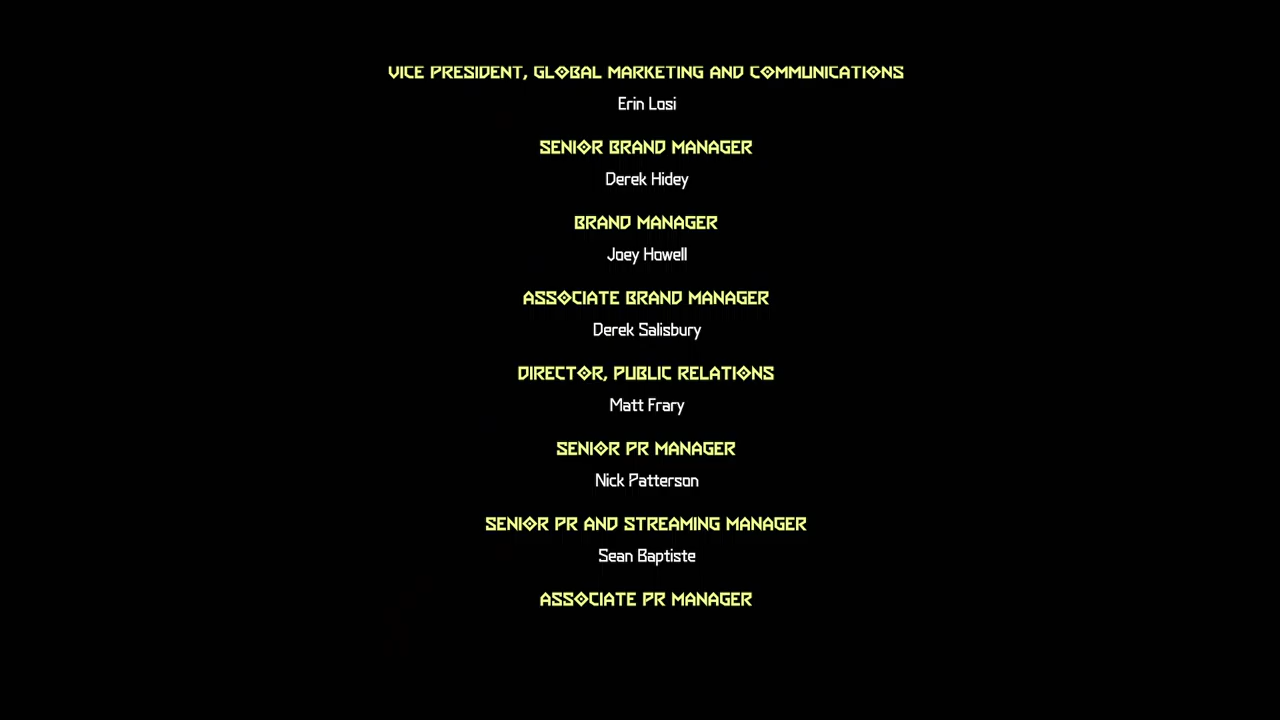 VICE PRESIDENT, GLOBAL MARKETING AND COMMUNICATIONS
Erin Losi
SENIOR BRAND MANAGER
Derek Hidey
BRAND MANAGER
Joey Howell
ASSOCIATE BRAND MANAGER
Derek Salisbury
DIRECTOR, PUBLIC RELATIONS
Matt Frary
SENIOR PR MANAGER
Nick Patterson
SENIOR PR AND STREAMING MANAGER
Sean Baptiste
ASSOCIATE PR MANAGER